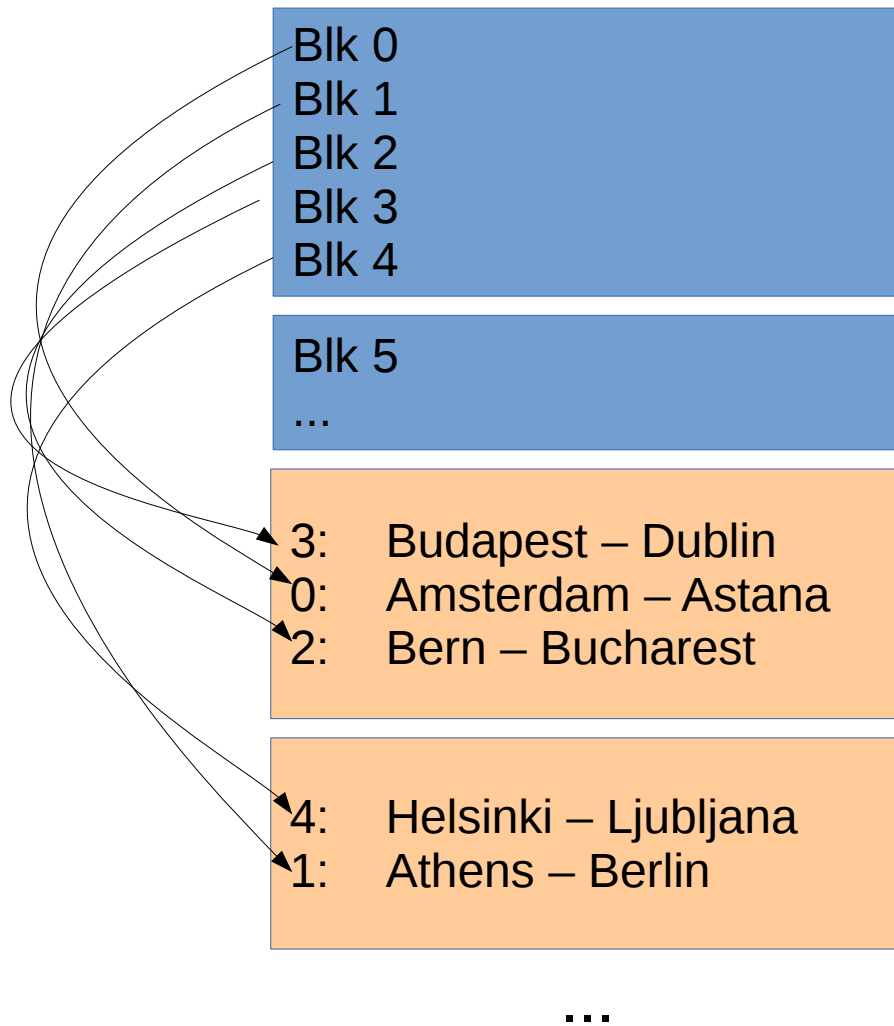 Blk 0
Blk 1
Blk 2
Blk 3
Blk 4
Blk 5
...
3: Budapest – Dublin
0: Amsterdam – Astana
2: Bern – Bucharest
4: Helsinki – Ljubljana
1: Athens – Berlin
...